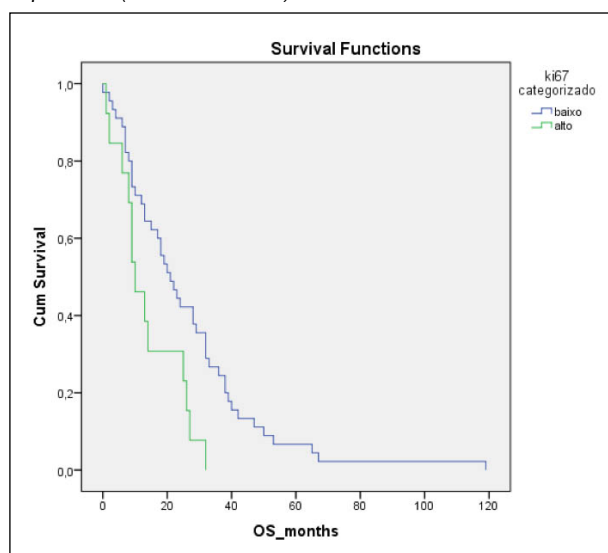 Survival Functions
ki67
categorizado
baixo
alto
1,0
0,8
0,6
0,4
0,2
0,0
Cum Survival
0 20 40 60 80 100 120
OS_months